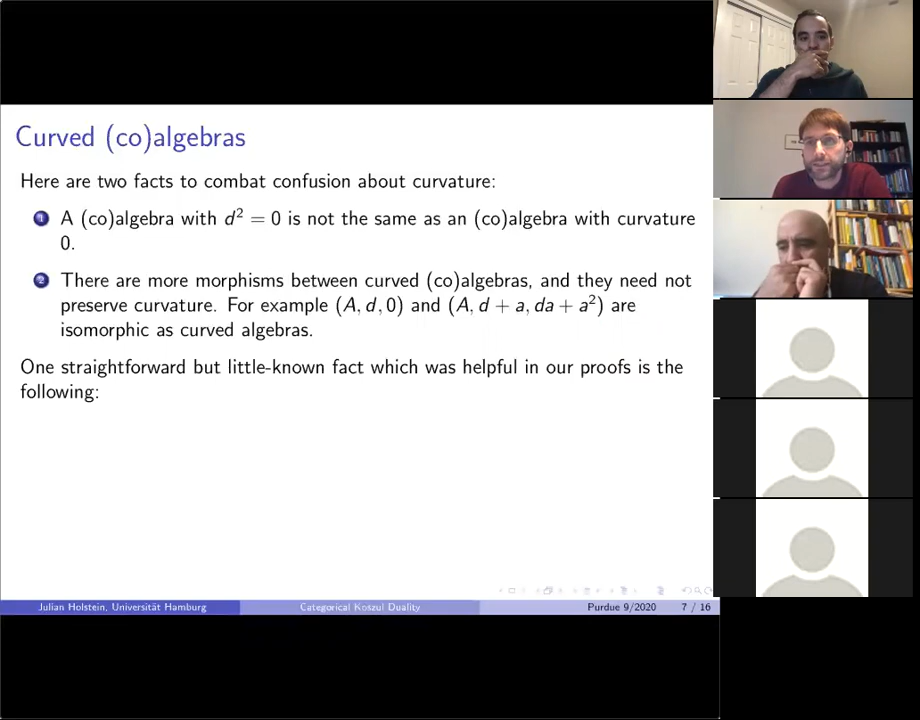 Curved (co)algebras
Here are two facts to combat confusion about curvature:
1 A (co)algebra with d² = 0 is not the same as an (co)algebra with curvature
0.
2 There are more morphisms between curved (co)algebras, and they need not
preserve curvature. For example (A, d, 0) and (A, d + a, da + a²) are
isomorphic as curved algebras.
One straightforward but little-known fact which was helpful in our proofs is the
following:
Julian Holstein, Universität Hamburg Categorical Koszul Duality Purdue 9/2020 7 / 16